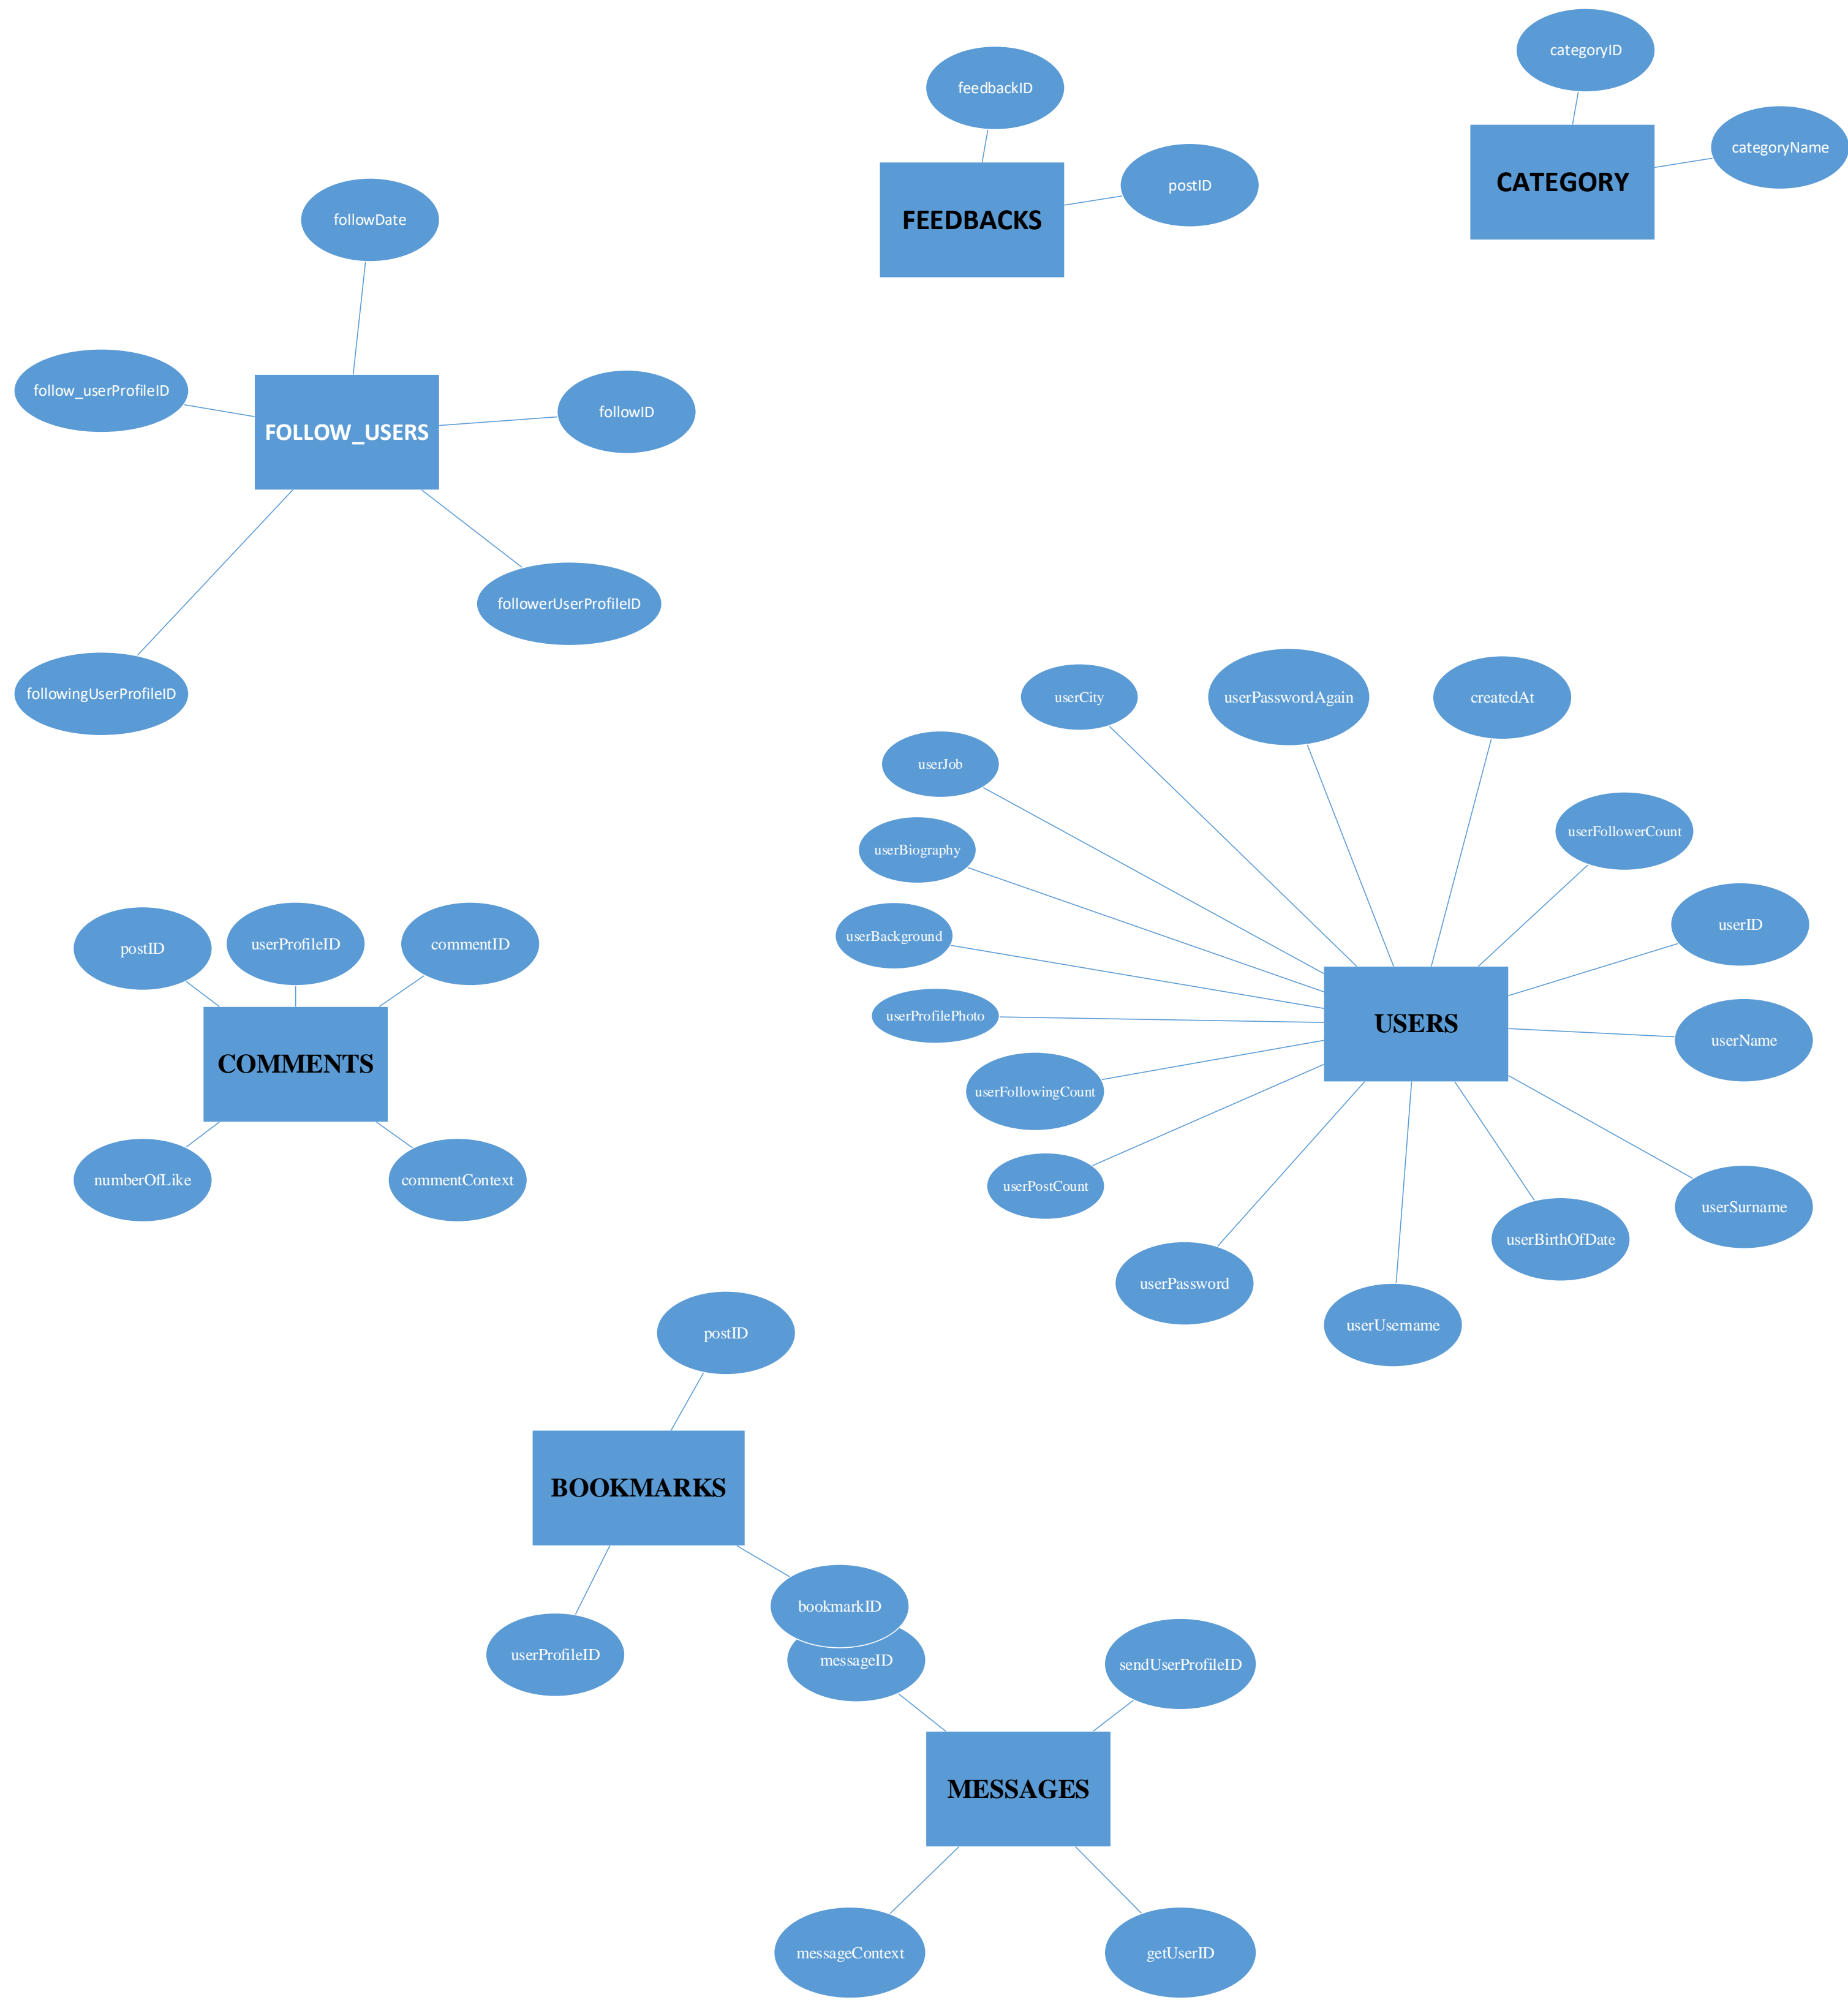 categoryID
feedbackID
categoryName
CATEGORY
postID
FEEDBACKS
followDate
follow_userProfileID
followID
FOLLOW_USERS
followerUserProfileID
followingUserProfileID
userCity
userPasswordAgain
createdAt
userJob
userFollowerCount
userBiography
userID
userBackground
userProfilePhoto
USERS
userName
userFollowingCount
userPostCount
userSurname
userBirthOfDate
userPassword
userUsername
postID
userProfileID
commentID
COMMENTS
numberOfLike
commentContext
postID
BOOKMARKS
bookmarkID
userProfileID
messageID
sendUserProfileID
MESSAGES
messageContext
getUserID